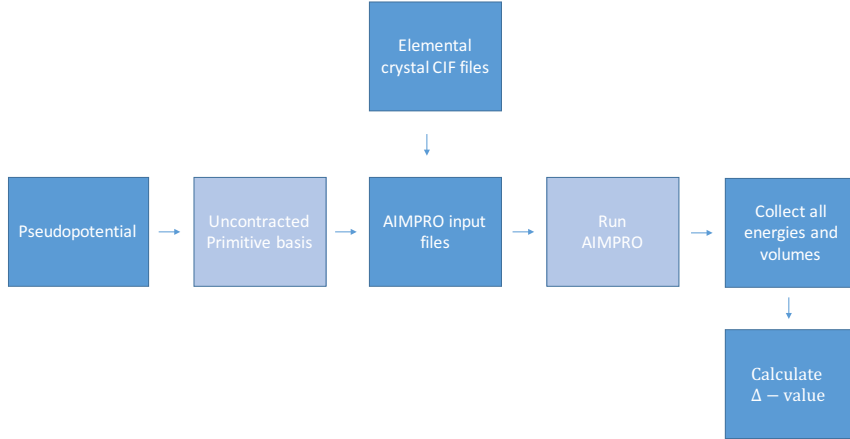 Elemental
crystal CIF files
Pseudopotential
Uncontracted
Primitive basis
AIMPRO input
files
Run
AIMPRO
Collect all
energies and
volumes
Calculate
Δ − value